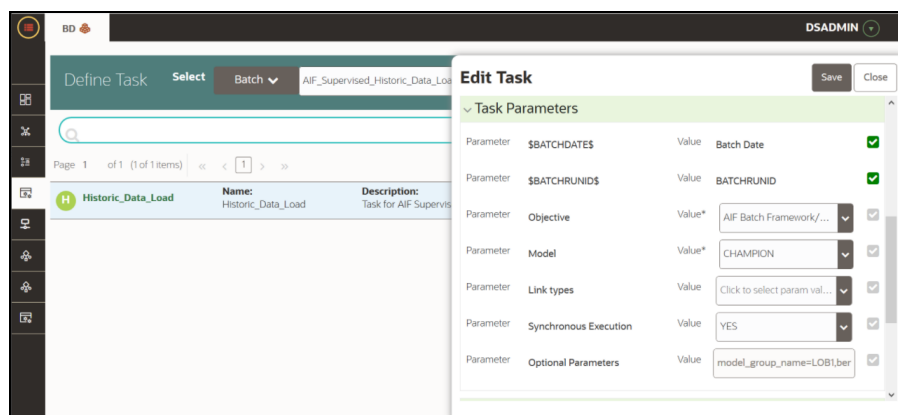 BD
DSADMIN
Define Task Select Batch AIF_Supervised_Historic_Data_Loa
Page 1 of 1 (1 of 1 items) « < 1 > »
H Historic_Data_Load Name: Description:
Historic_Data_Load Task for AIF Supervis
Edit Task Save Close
Task Parameters
Parameter $BATCHDATE$ Value Batch Date
Parameter $BATCHRUNID$ Value BATCHRUNID
Parameter Objective Value* AIF Batch Framework/...
Parameter Model Value* CHAMPION
Parameter Link types Value Click to select param val...
Parameter Synchronous Execution Value YES
Parameter Optional Parameters Value model_group_name=LOB1,ber